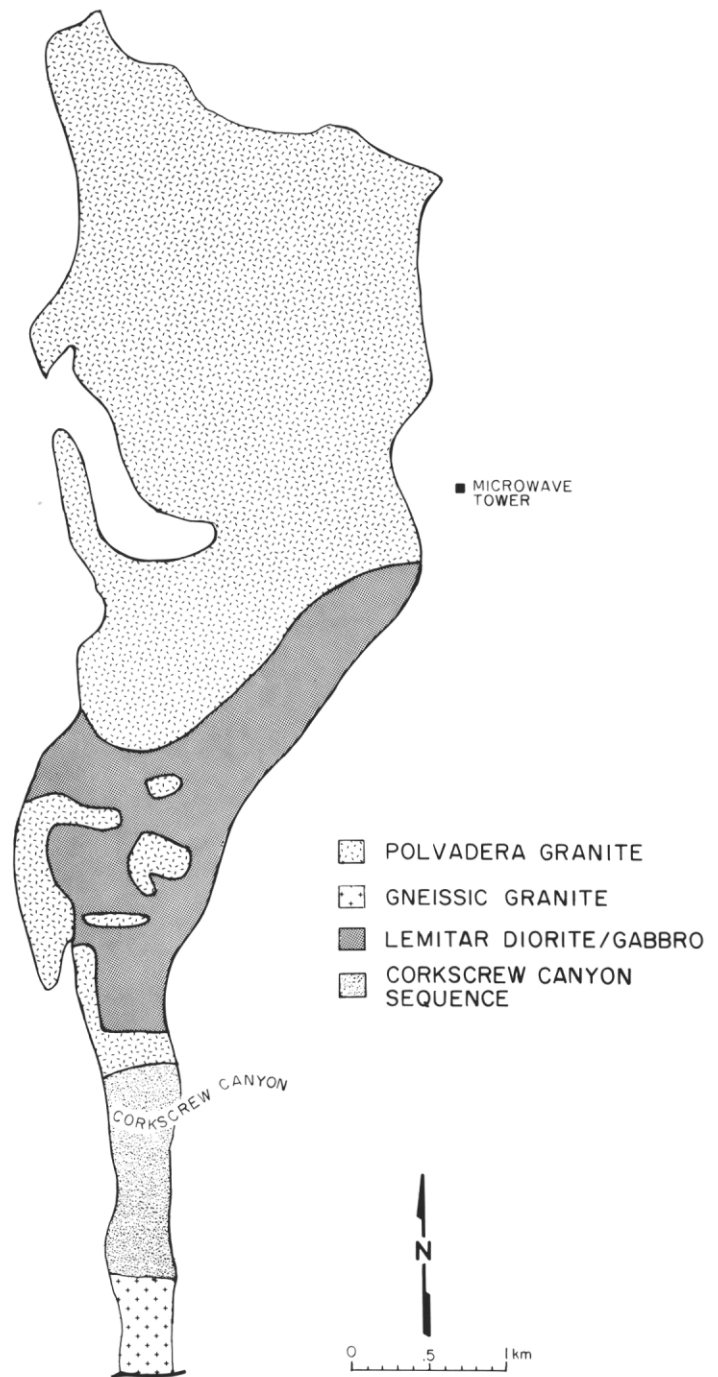 MICROWAVE
TOWER
POLVADERA GRANITE
GNEISSIC GRANITE
LEMITAR DIORITE/GABBRO
CORKSCREW CANYON
SEQUENCE
CORKSCREW CANYON
N
0 .5 1 km